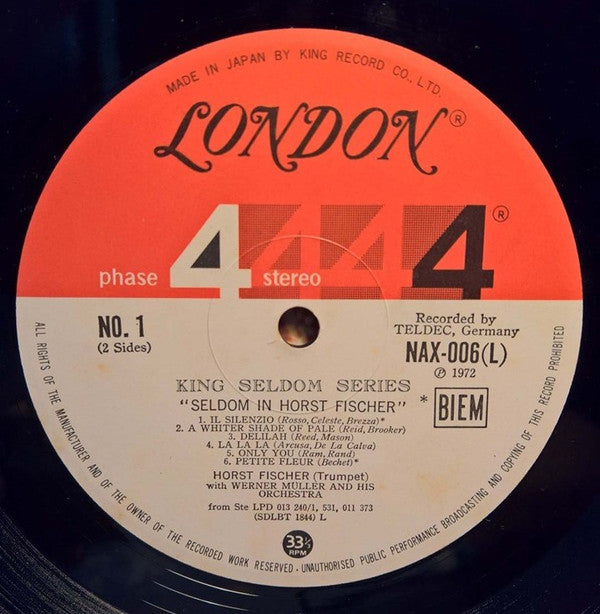 MADE IN JAPAN BY KING RECORD CO., LTD.
LONDON®
phase 4 stereo 4 4 4®
NO. 1
(2 Sides)
Recorded by
TELDEC, Germany
NAX-006(L)
℗ 1972
KING SELDOM SERIES
"SELDOM IN HORST FISCHER"
* BIEM
1. IL SILENZIO (Rosso, Celeste, Brezza)*
2. A WHITER SHADE OF PALE (Reid, Brooker)
3. DELILAH (Reed, Mason)
4. LA LA LA (Arcusa, De La Calva)
5. ONLY YOU (Ram, Rand)
6. PETITE FLEUR (Bechet)*
HORST FISCHER (Trumpet)
with WERNER MULLER AND HIS
ORCHESTRA
from Ste LPD 013 240/1, 531, 011 373
(SDLBT 1844) L
33⅓
RPM
ALL RIGHTS OF THE MANUFACTURER AND OF THE OWNER OF THE RECORDED WORK RESERVED · UNAUTHORISED PUBLIC PERFORMANCE BROADCASTING AND COPYING OF THIS RECORD PROHIBITED